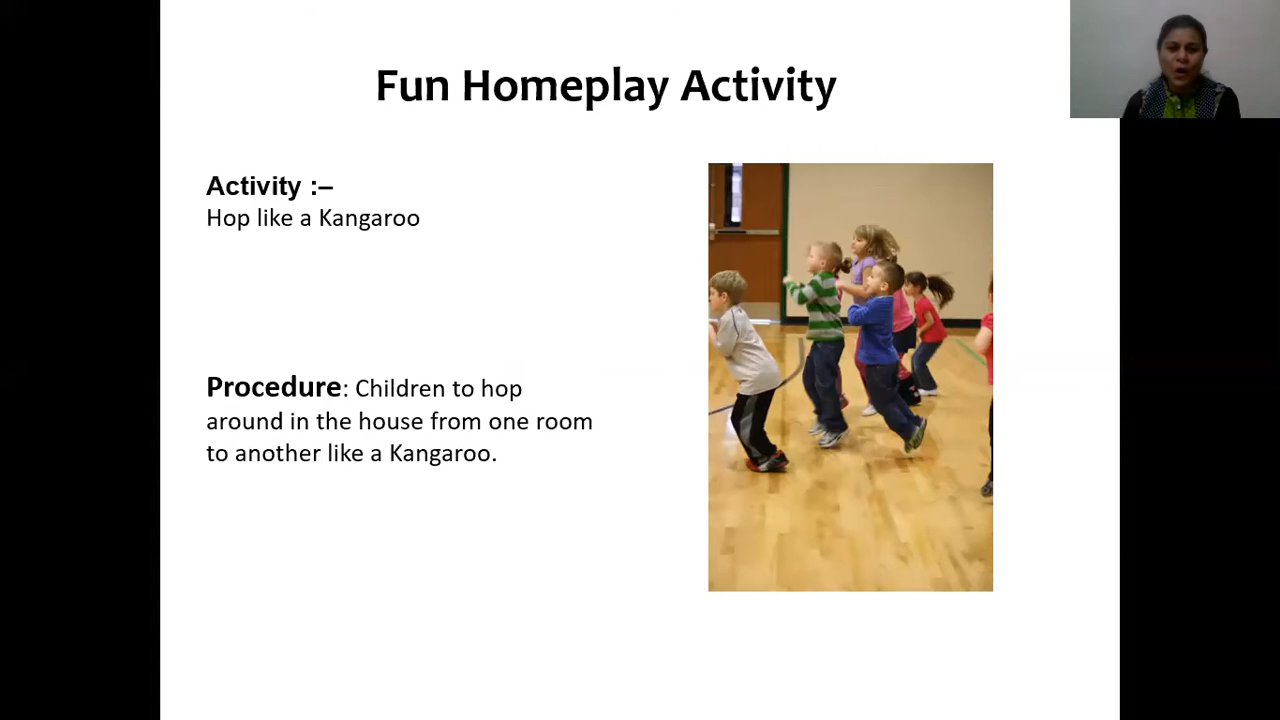 Fun Homeplay Activity
Activity :–
Hop like a Kangaroo
Procedure: Children to hop
around in the house from one room
to another like a Kangaroo.